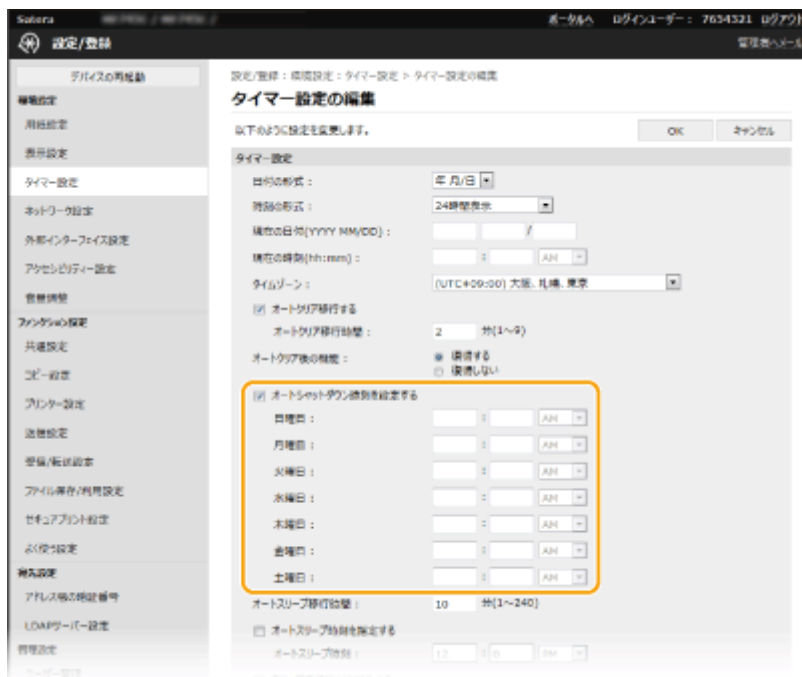 Satera
ポータルへ ログインユーザー: 7654321 ログアウト
設定/登録
管理者へメール
デバイスの再起動
環境設定
用紙設定
表示設定
タイマー設定
ネットワーク設定
外部インターフェイス設定
アクセシビリティー設定
音量調整
ファンクション設定
共通設定
コピー設定
プリンター設定
送信設定
受信/転送設定
ファイル保存/利用設定
セキュアプリント設定
よく使う設定
宛先設定
アドレス帳の暗証番号
LDAPサーバー設定
管理設定
ユーザー管理
設定/登録 : 環境設定 : タイマー設定 > タイマー設定の編集
タイマー設定の編集
以下のように設定を変更します。
OK キャンセル
タイマー設定
日付の形式 : 年 月/日
時刻の形式 : 24時間表示
現在の日付(YYYY MM/DD) : /
現在の時刻(hh:mm) : : AM
タイムゾーン : (UTC+09:00) 大阪、札幌、東京
オートクリア移行する
オートクリア移行時間 : 2 分(1～9)
オートクリア後の機能 : 復帰する
復帰しない
オートシャットダウン時刻を設定する
日曜日 : : AM
月曜日 : : AM
火曜日 : : AM
水曜日 : : AM
木曜日 : : AM
金曜日 : : AM
土曜日 : : AM
オートスリープ移行時間 : 10 分(1～240)
オートスリープ時刻を指定する
オートスリープ時刻 : 12 : 0 PM